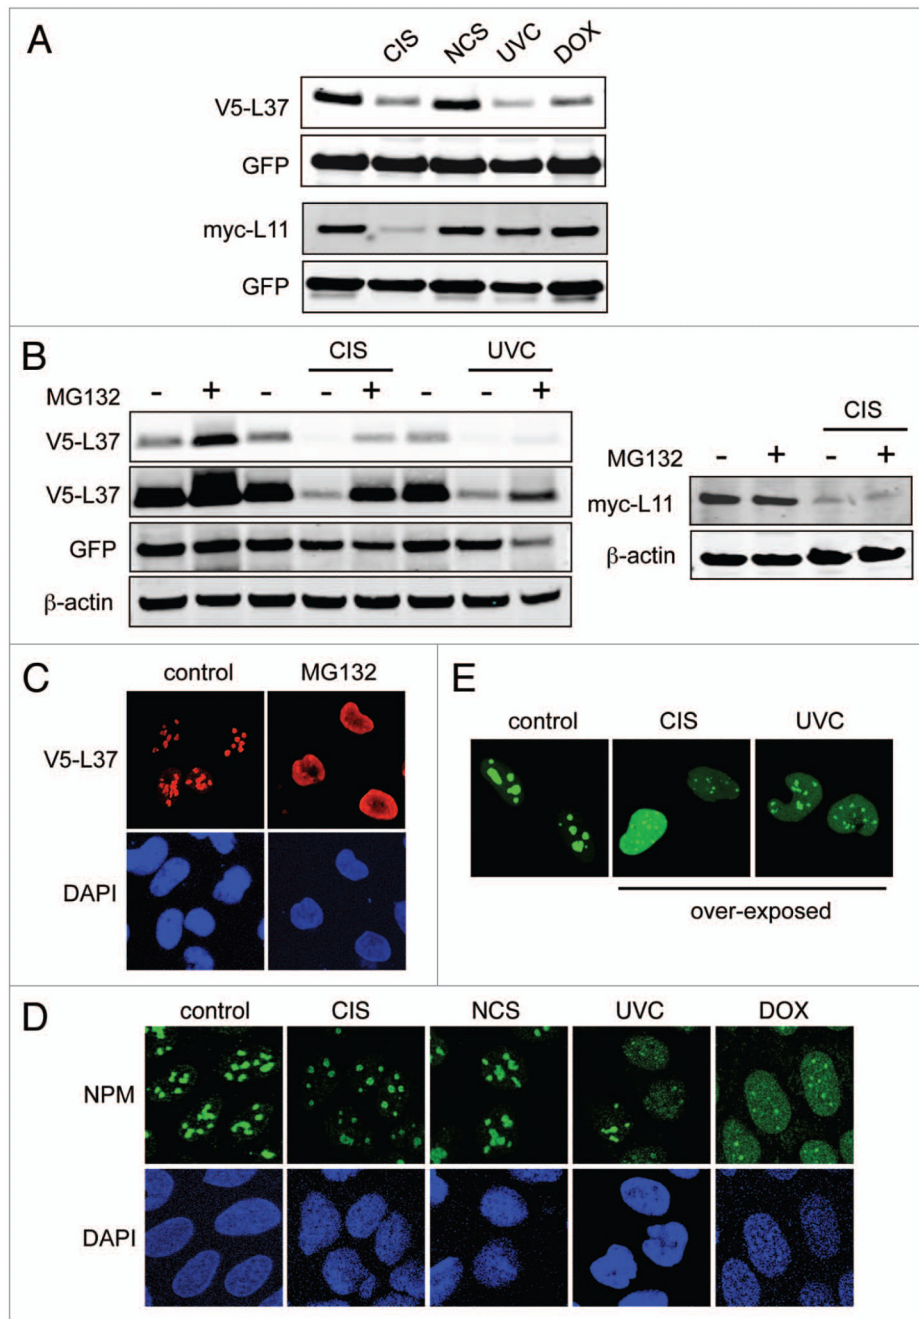 A
CIS NCS UVC DOX
V5-L37
GFP
myc-L11
GFP
B
CIS UVC
MG132 - + - - + - - +
V5-L37
V5-L37
GFP
β-actin
CIS
MG132 - + - +
myc-L11
β-actin
C
control MG132
V5-L37
DAPI
E
control CIS UVC
over-exposed
D
control CIS NCS UVC DOX
NPM
DAPI